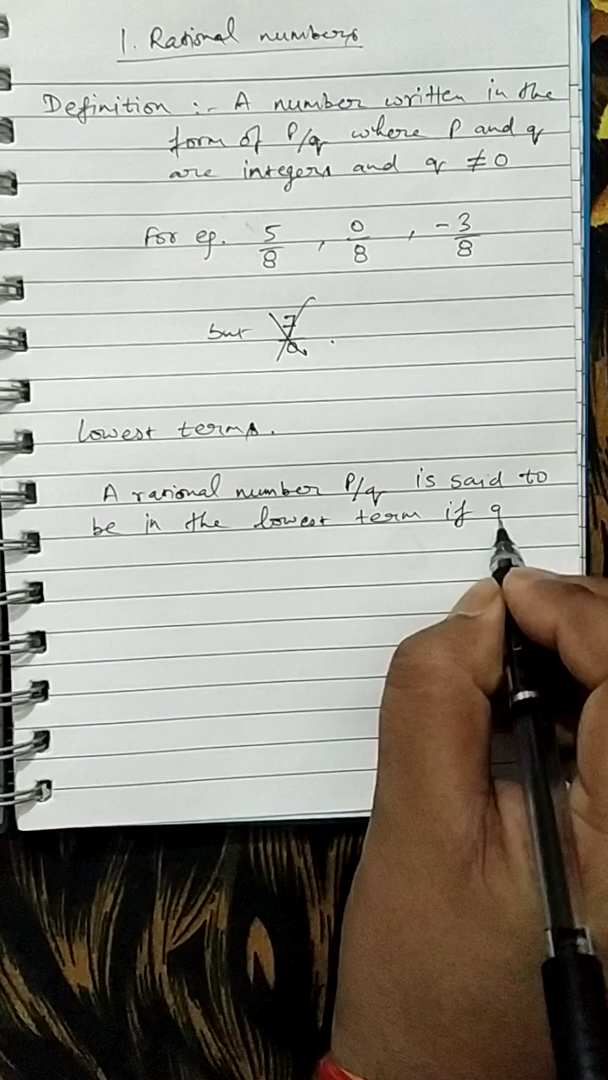 1. Rational numbers
Definition :- A number written in the
form of P/q where P and q
are integers and q ≠ 0
For eg. 5/8 , 0/8 , -3/8
but 7/0 .
lowest terms.
A rational number P/q is said to
be in the lowest term if q